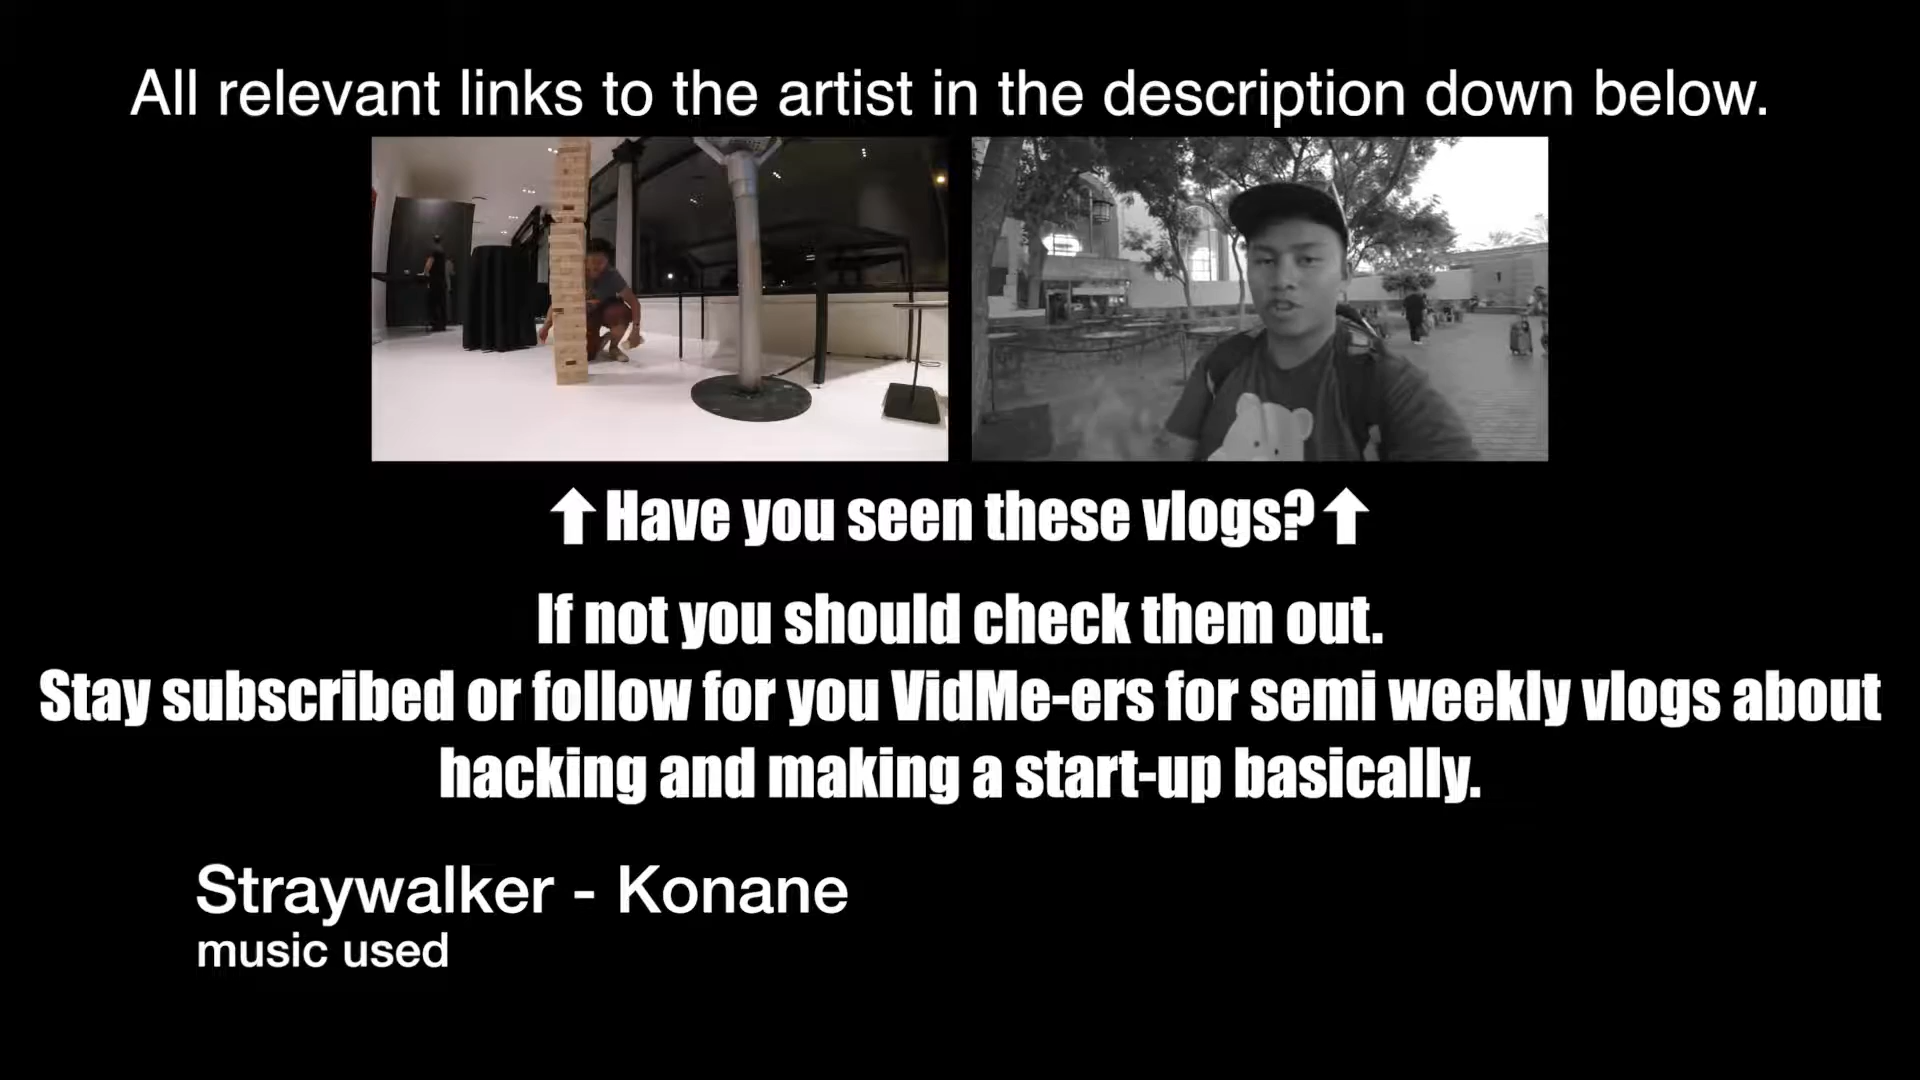 All relevant links to the artist in the description down below.
⬆Have you seen these vlogs?⬆
If not you should check them out.
Stay subscribed or follow for you VidMe-ers for semi weekly vlogs about
hacking and making a start-up basically.
Straywalker - Konane
music used